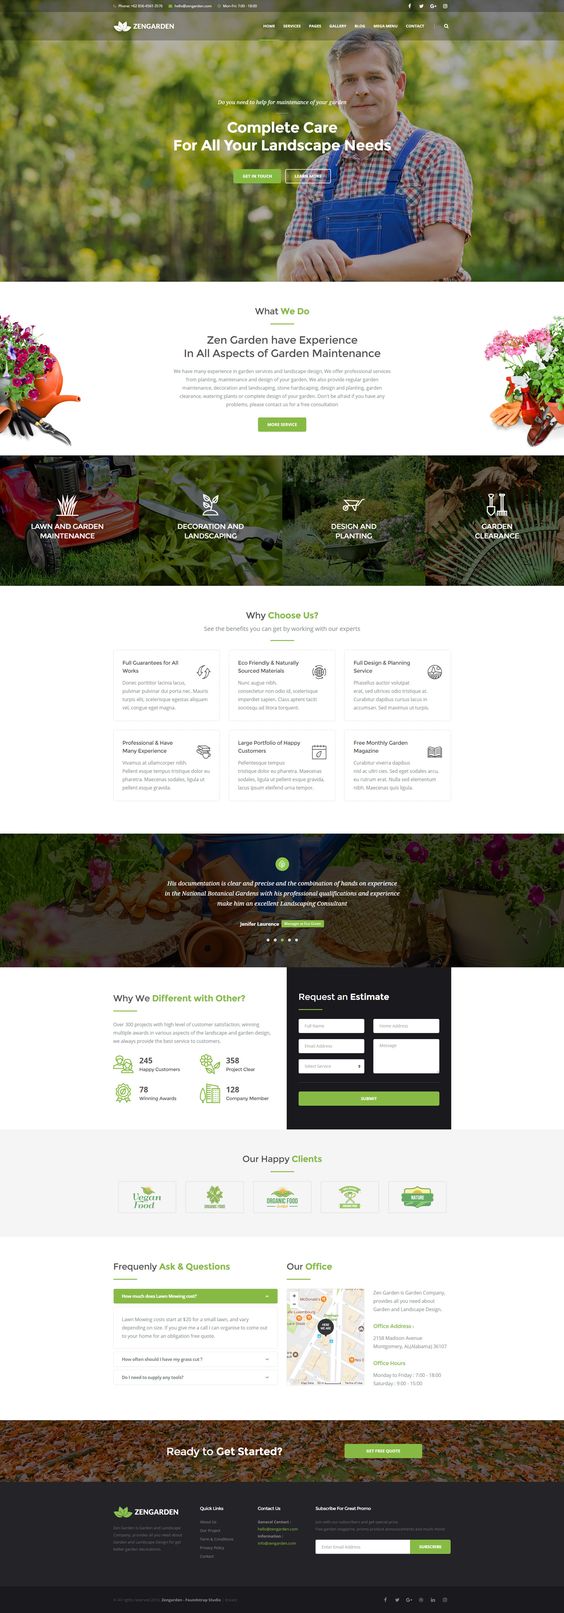 Phone: +62 856-4561-3576
hello@zengarden.com
Mon-Fri: 7:00 - 18:00
ZENGARDEN
HOME SERVICES PAGES GALLERY BLOG MEGA MENU CONTACT
Do you need to help for maintenance of your garden
Complete Care
For All Your Landscape Needs
GET IN TOUCH
LEARN MORE
What We Do
Zen Garden have Experience
In All Aspects of Garden Maintenance
We have many experience in garden services and landscape design, We offer professional services
from planting, maintenance and design of your garden, We also provide regular garden
maintenance, decoration and landscaping, stone hardscaping, design and planting, garden
clearance, watering plants or complete design of your garden. Don't be afraid if you have any
problems, please contact us for a free consultation
MORE SERVICE
LAWN AND GARDEN
MAINTENANCE
DECORATION AND
LANDSCAPING
DESIGN AND
PLANTING
GARDEN
CLEARANCE
Why Choose Us?
See the benefits you can get by working with our experts
Full Guarantees for All
Works
Donec porttitor lacinia lacus,
pulvinar pulvinar dui porta nec. Mauris
turpis elit, scelerisque egestas aliquam
vel, congue eget magna.
Eco Friendly & Naturally
Sourced Materials
Nunc augue nibh,
consectetur non odio id, scelerisque
imperdiet sapien. Class aptent taciti
sociosqu ad litora torquent.
Full Design & Planning
Service
Phasellus auctor volutpat
erat, sed ultrices odio tristique at.
Curabitur dapibus cursus lacus in
accumsan. Sed maximus ut turpis.
Professional & Have
Many Experience
Vivamus at ullamcorper nibh.
Pellent esque tempus tristique dolor eu
pharetra. Maecenas sodales, ligula ut
pellent esque gravida.
Large Portfolio of Happy
Customers
Pellentesque tempus
tristique dolor eu pharetra. Maecenas
sodales, ligula ut pellent esque gravida,
lacus ipsum eleifend orna tempor.
Free Monthly Garden
Magazine
Curabitur viverra dapibus
nisl ac ultri cies. Sed eget sodales arcu,
eu rutrum erat. Nulla sed elementum
nibh. Maecenas quis ligula.
His documentation is clear and precise and the combination of hands on experience
in the National Botanical Gardens with his professional qualifications and experience
make him an excellent Landscaping Consultant
Jenifer Laurence
Why We Different with Other?
Over 300 projects with high level of customer satisfaction, winning
multiple awards in various aspects of the landscape and garden design,
we always provide the best service to customers.
245
Happy Customers
358
Project Clear
78
Winning Awards
128
Company Member
Request an Estimate
Full Name
Home Address
Email Address
Message
Select Service
SUBMIT
Our Happy Clients
Vegan
Food
ORGANIC FOOD
ORGANIC FOOD
NATURE
Frequenly Ask & Questions
How much does Lawn Mowing cost?
Lawn Mowing costs start at $20 for a small lawn, and vary
depending on size. If you give me a call I can organise to come out
to your home for an obligation free quote.
How often should i have my grass cut ?
Do I need to supply any tools?
Our Office
McDonald's
HERE
WE ARE
Map Data
Terms of Use
Zen Garden is Garden Company,
provides all you need about
Garden and Landscape Design.
Office Address :
2158 Madison Avenue
Montgomery, AL(Alabama) 36107
Office Hours
Monday to Friday : 7:00 - 18:00
Saturday : 9:00 - 15:00
Ready to Get Started?
GET FREE QUOTE
ZENGARDEN
Zen Garden is Garden and Landscape
Company, provides all you need about
Garden and Landscape Design for get
better garden decorations.
Quick Links
About Us
Our Project
Term & Conditions
Privacy Policy
Contact
Contact Us
General Contact :
hello@zengarden.com
Information :
info@zengarden.com
Subscribe For Great Promo
Join with our subscribers and get special price
Free garden magazine, promo product announcements and much more!
Enter Email Address
SUBSCRIBE